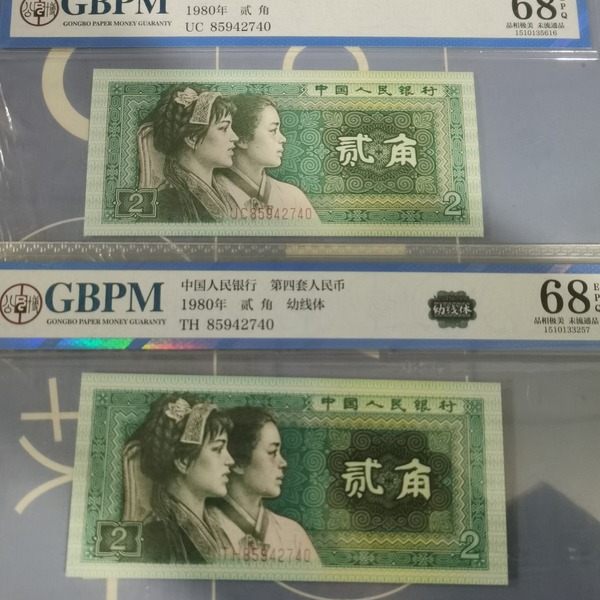 GBPM
GONGBO PAPER MONEY GUARANTY
1980年 贰 角
UC 85942740
68 E P Q
品相极美 未流通品
1510135616
中国人民银行
贰角
2
UC85942740
2
公博
GBPM
GONGBO PAPER MONEY GUARANTY
中国人民银行 第四套人民币
1980年 贰 角 幼线体
TH 85942740
幼线体
68 E P Q
品相极美 未流通品
1510133257
中国人民银行
贰角
2
TH85942740
2